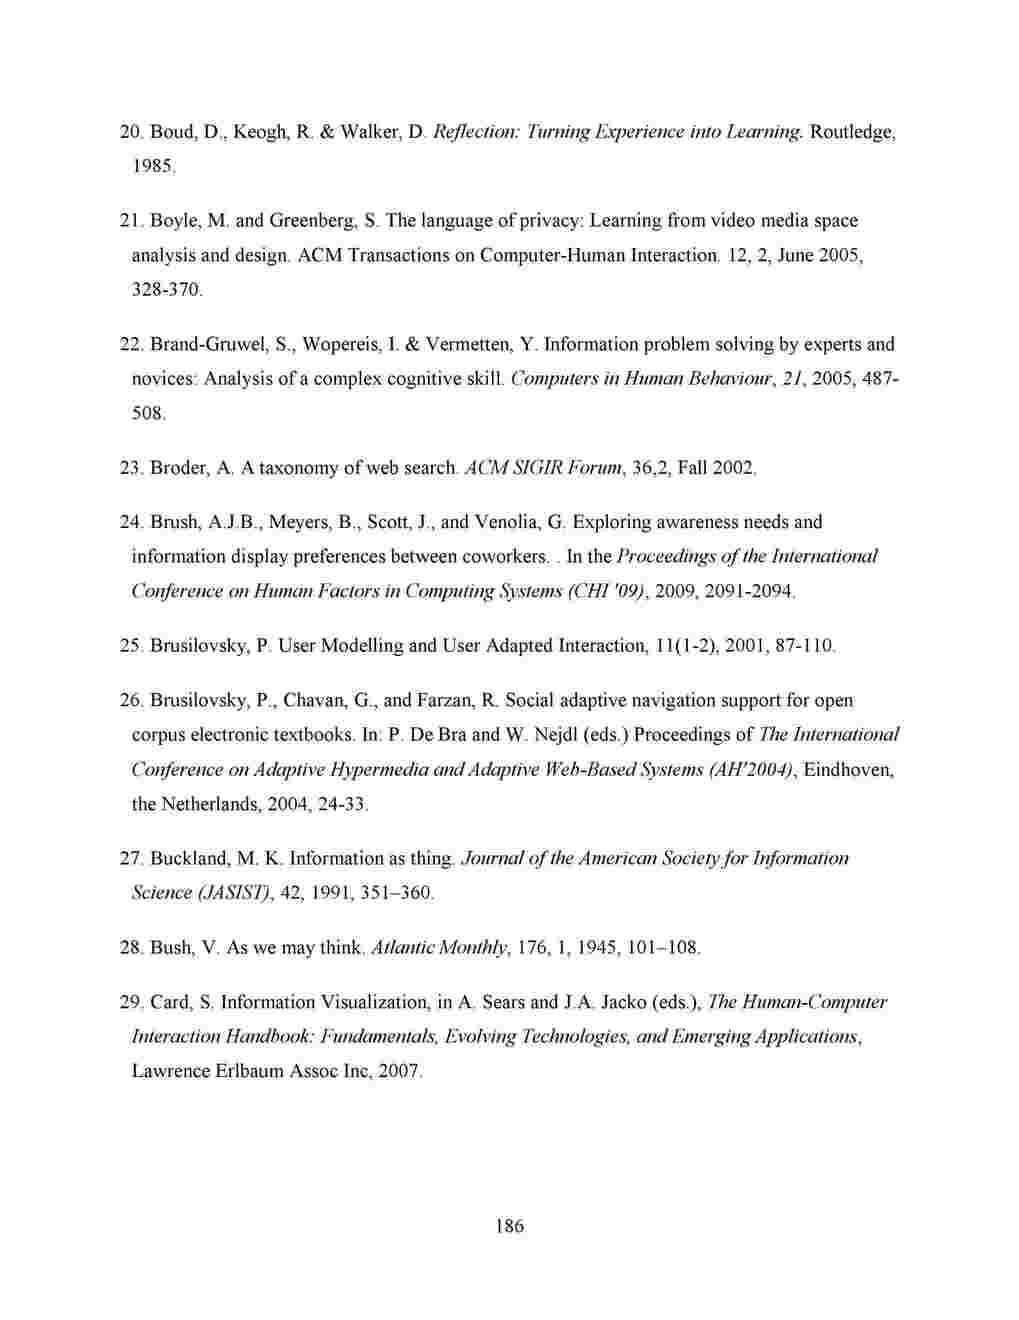 20. Boud, D., Keogh, R. & Walker, D. Reflection: Turning Experience into Learning. Routledge,
1985.
21. Boyle, M. and Greenberg, S. The language of privacy: Learning from video media space
analysis and design. ACM Transactions on Computer-Human Interaction. 12, 2, June 2005,
328-370.
22. Brand-Gruwel, S., Wopereis, I. & Vermetten, Y. Information problem solving by experts and
novices: Analysis of a complex cognitive skill. Computers in Human Behaviour, 21, 2005, 487-
508.
23. Broder, A. A taxonomy of web search. ACM SIGIR Forum, 36,2, Fall 2002.
24. Brush, A.J.B., Meyers, B., Scott, J., and Venolia, G. Exploring awareness needs and
information display preferences between coworkers. . In the Proceedings of the International
Conference on Human Factors in Computing Systems (CHI '09), 2009, 2091-2094.
25. Brusilovsky, P. User Modelling and User Adapted Interaction, 11(1-2), 2001, 87-110.
26. Brusilovsky, P., Chavan, G., and Farzan, R. Social adaptive navigation support for open
corpus electronic textbooks. In: P. De Bra and W. Nejdl (eds.) Proceedings of The International
Conference on Adaptive Hypermedia and Adaptive Web-Based Systems (AH'2004), Eindhoven,
the Netherlands, 2004, 24-33.
27. Buckland, M. K. Information as thing. Journal of the American Society for Information
Science (JASIST), 42, 1991, 351–360.
28. Bush, V. As we may think. Atlantic Monthly, 176, 1, 1945, 101–108.
29. Card, S. Information Visualization, in A. Sears and J.A. Jacko (eds.), The Human-Computer
Interaction Handbook: Fundamentals, Evolving Technologies, and Emerging Applications,
Lawrence Erlbaum Assoc Inc, 2007.
186